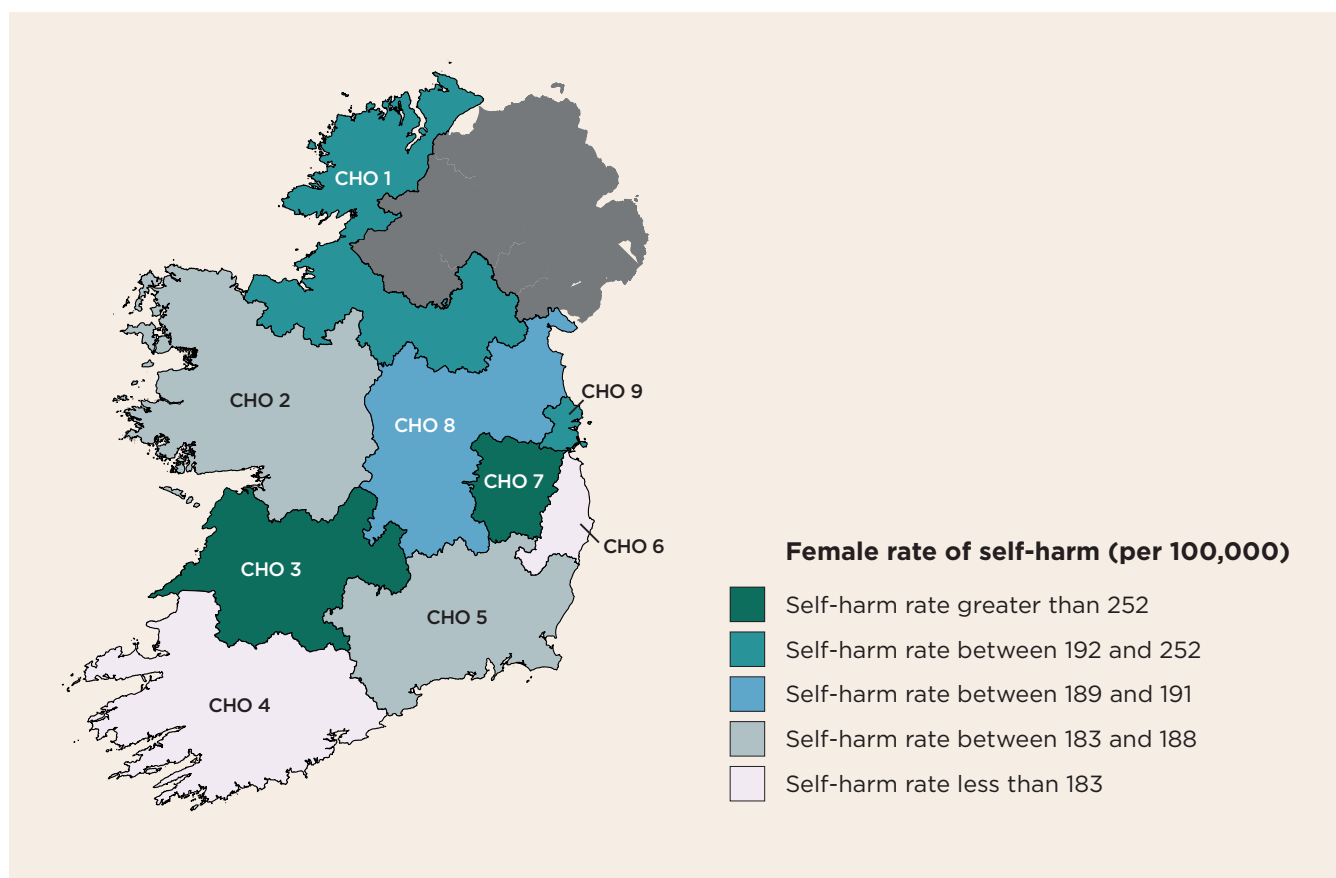 CHO 1
CHO 9
CHO 2
CHO 8
CHO 7
CHO 6
CHO 3
CHO 5
CHO 4
Female rate of self-harm (per 100,000)
Self-harm rate greater than 252
Self-harm rate between 192 and 252
Self-harm rate between 189 and 191
Self-harm rate between 183 and 188
Self-harm rate less than 183